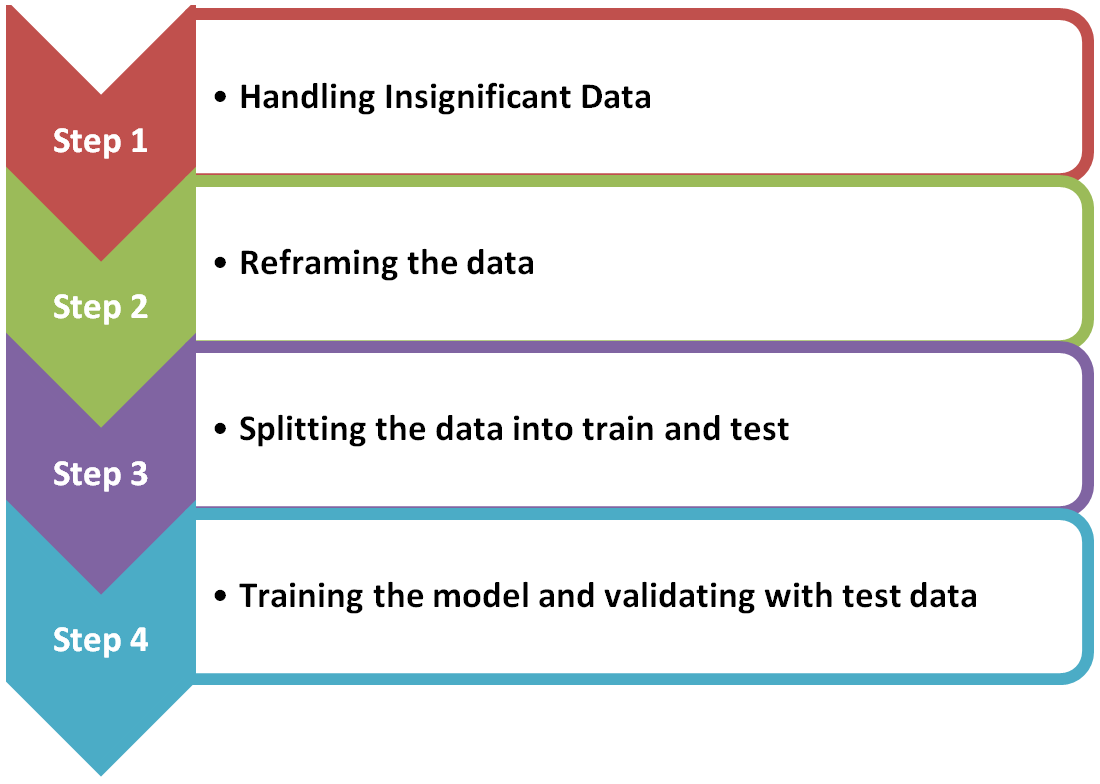 Step 1
• Handling Insignificant Data
Step 2
• Reframing the data
Step 3
• Splitting the data into train and test
Step 4
• Training the model and validating with test data